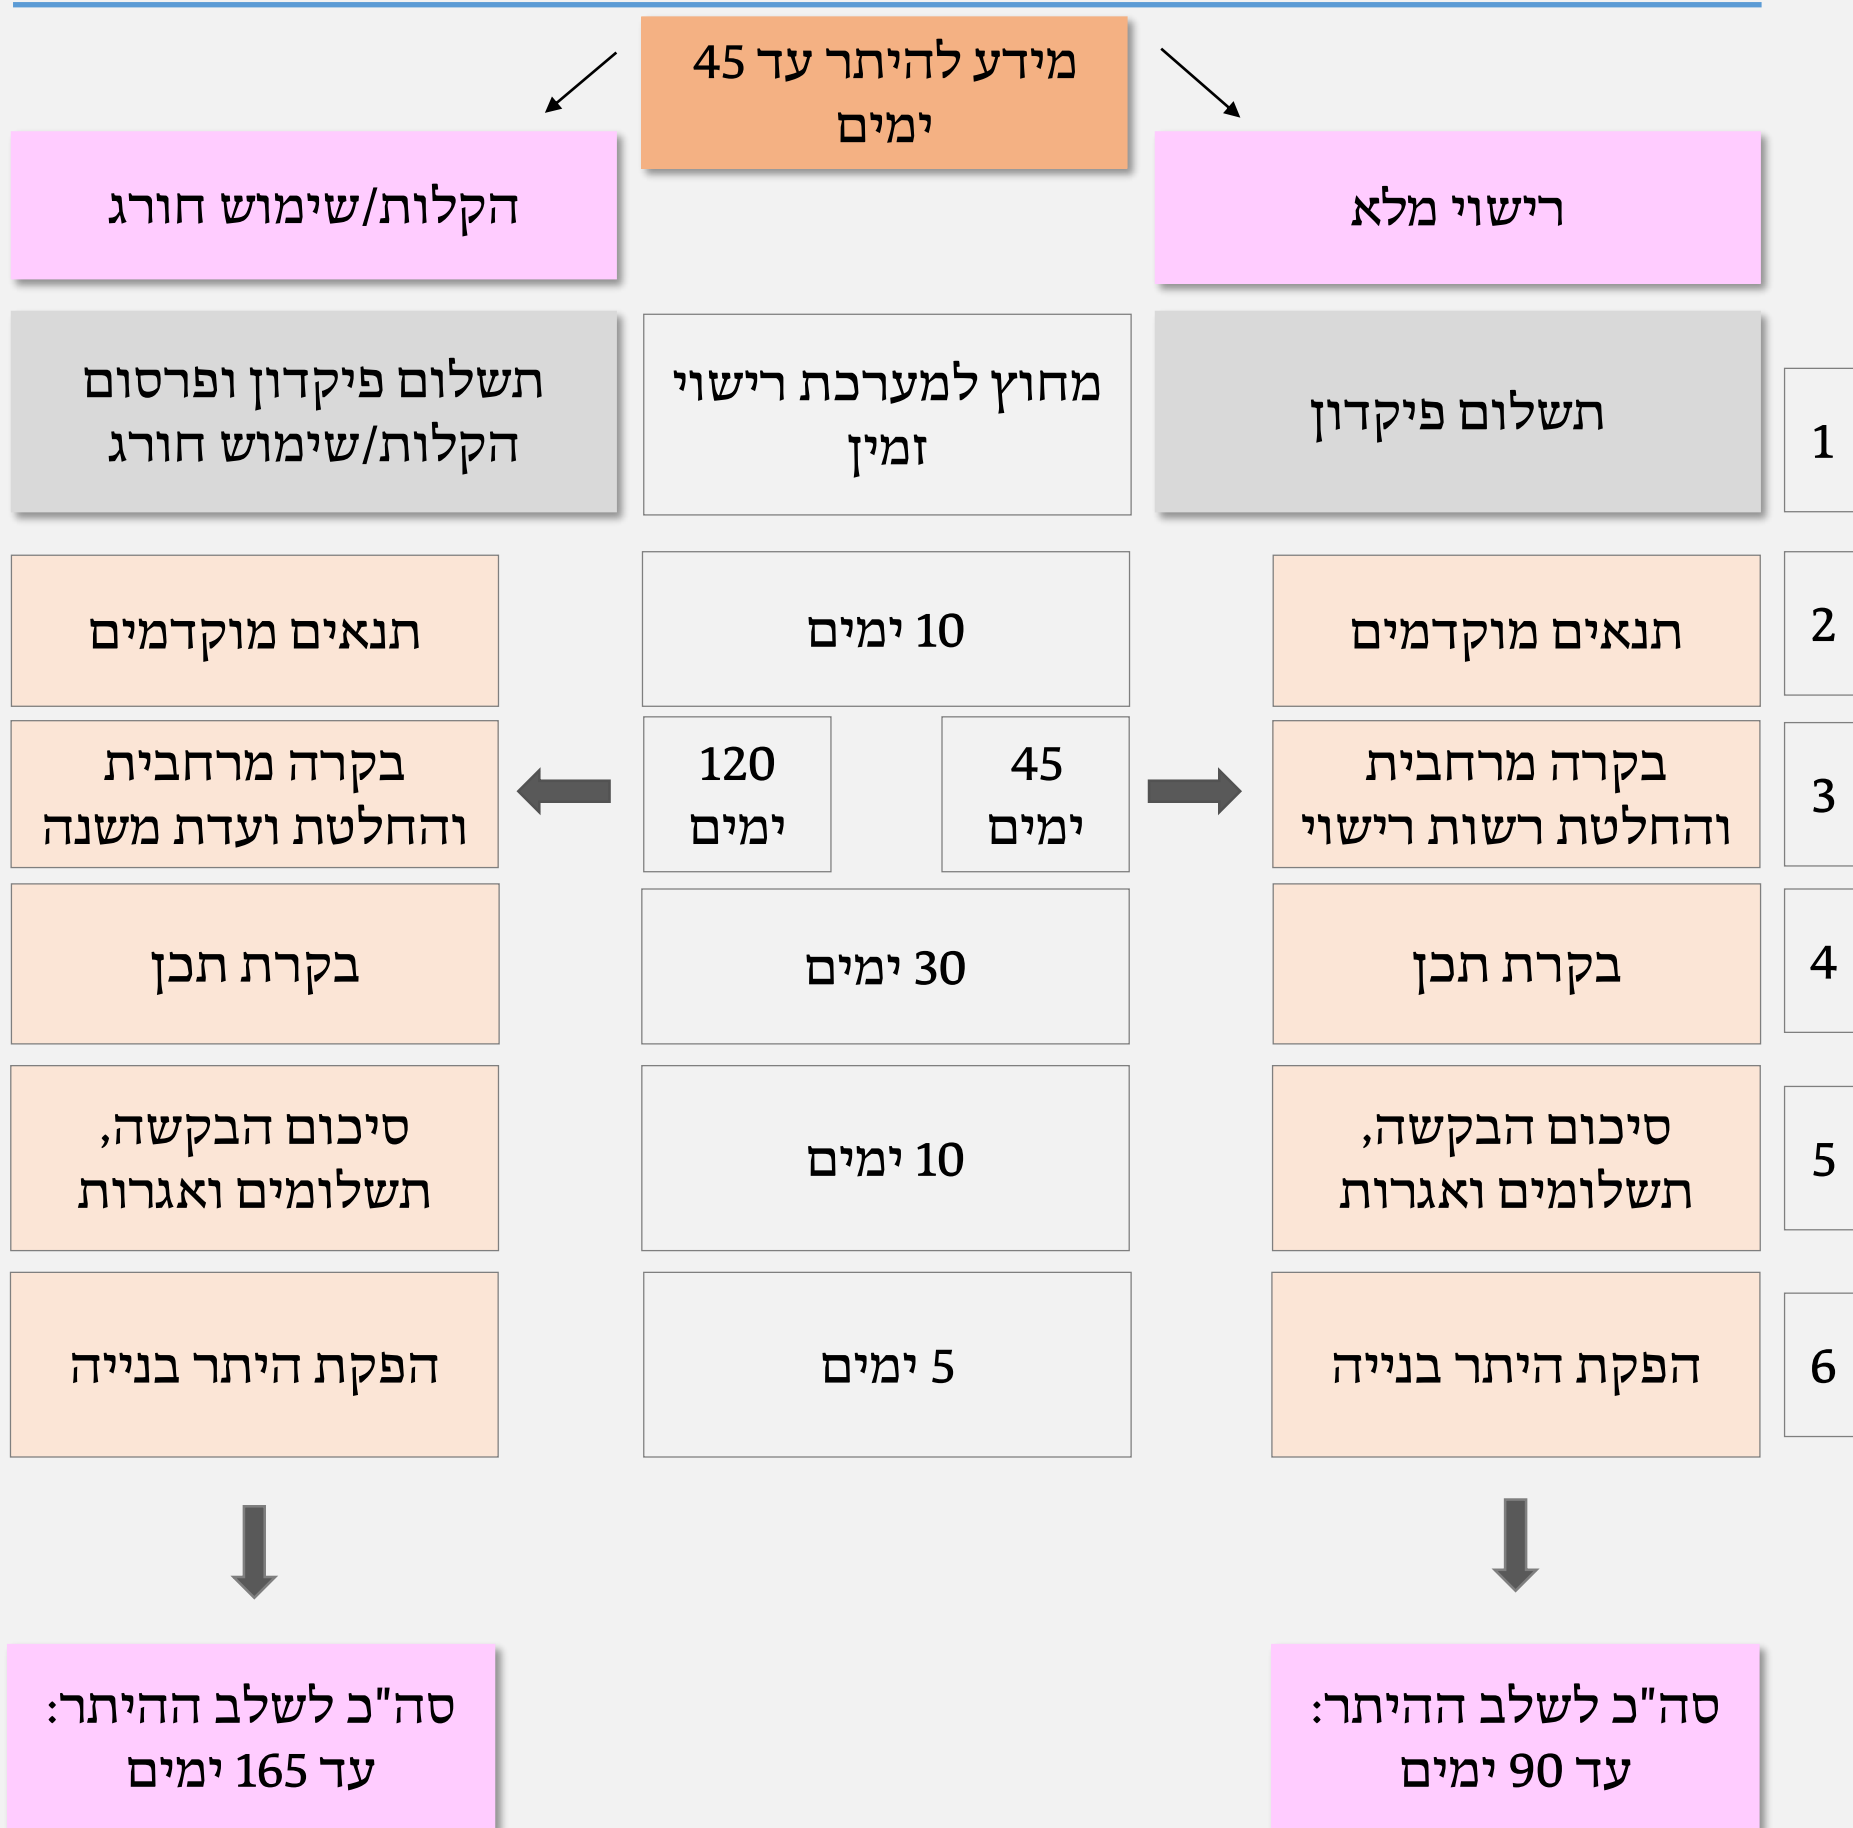 מידע להיתר עד 45
ימים
רישוי מלא
הקלות/שימוש חורג
1
תשלום פיקדון
מחוץ למערכת רישוי
זמין
תשלום פיקדון ופרסום
הקלות/שימוש חורג
2
תנאים מוקדמים
10 ימים
תנאים מוקדמים
3
בקרה מרחבית
והחלטת רשות רישוי
45
ימים
120
ימים
בקרה מרחבית
והחלטת ועדת משנה
4
בקרת תכן
30 ימים
בקרת תכן
5
סיכום הבקשה,
תשלומים ואגרות
10 ימים
סיכום הבקשה,
תשלומים ואגרות
6
הפקת היתר בנייה
5 ימים
הפקת היתר בנייה
סה"כ לשלב ההיתר:
עד 90 ימים
סה"כ לשלב ההיתר:
עד 165 ימים